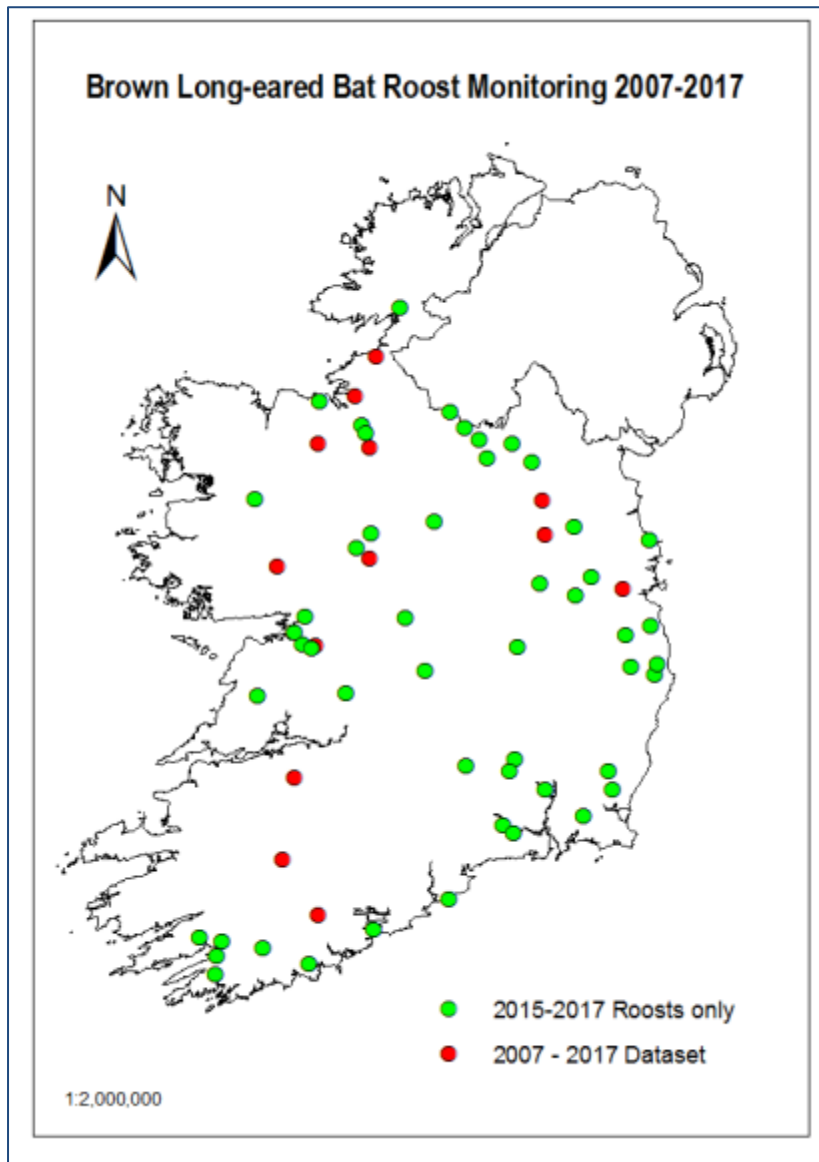 Brown Long-eared Bat Roost Monitoring 2007-2017
N
2015-2017 Roosts only
2007 - 2017 Dataset
1:2,000,000